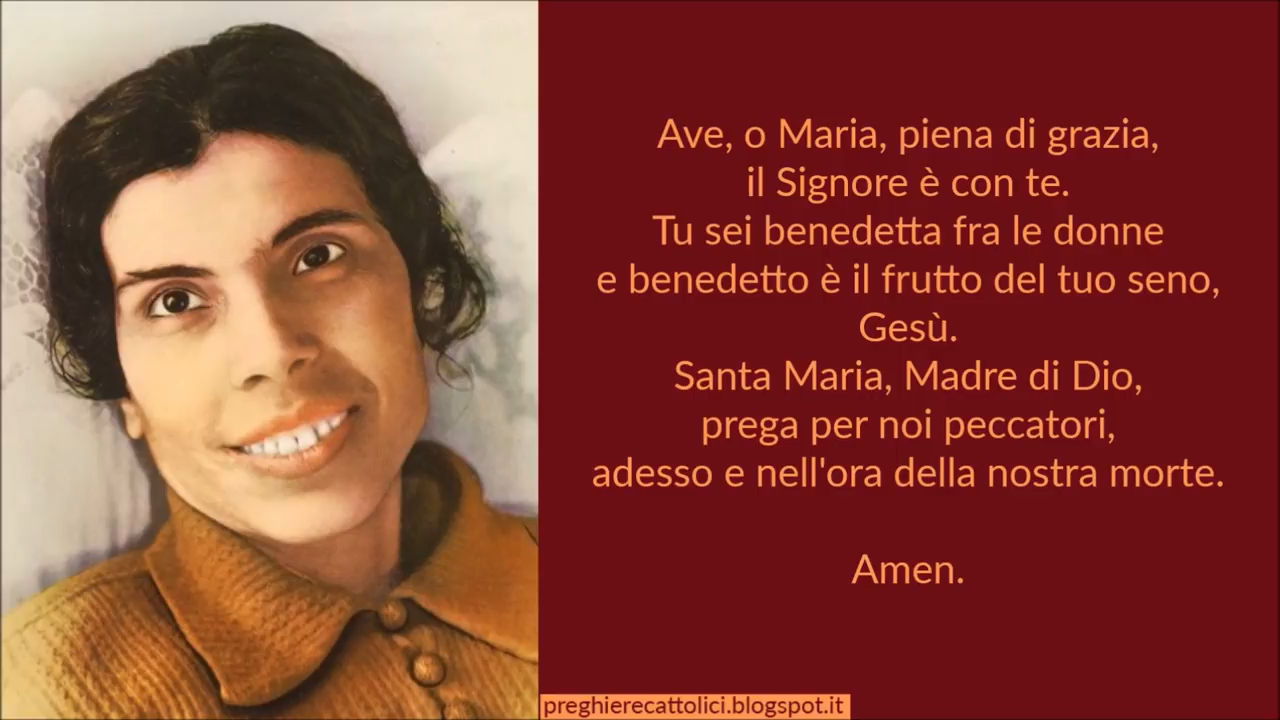 Ave, o Maria, piena di grazia,
il Signore è con te.
Tu sei benedetta fra le donne
e benedetto è il frutto del tuo seno,
Gesù.
Santa Maria, Madre di Dio,
prega per noi peccatori,
adesso e nell'ora della nostra morte.
Amen.
preghierecattolici.blogspot.it